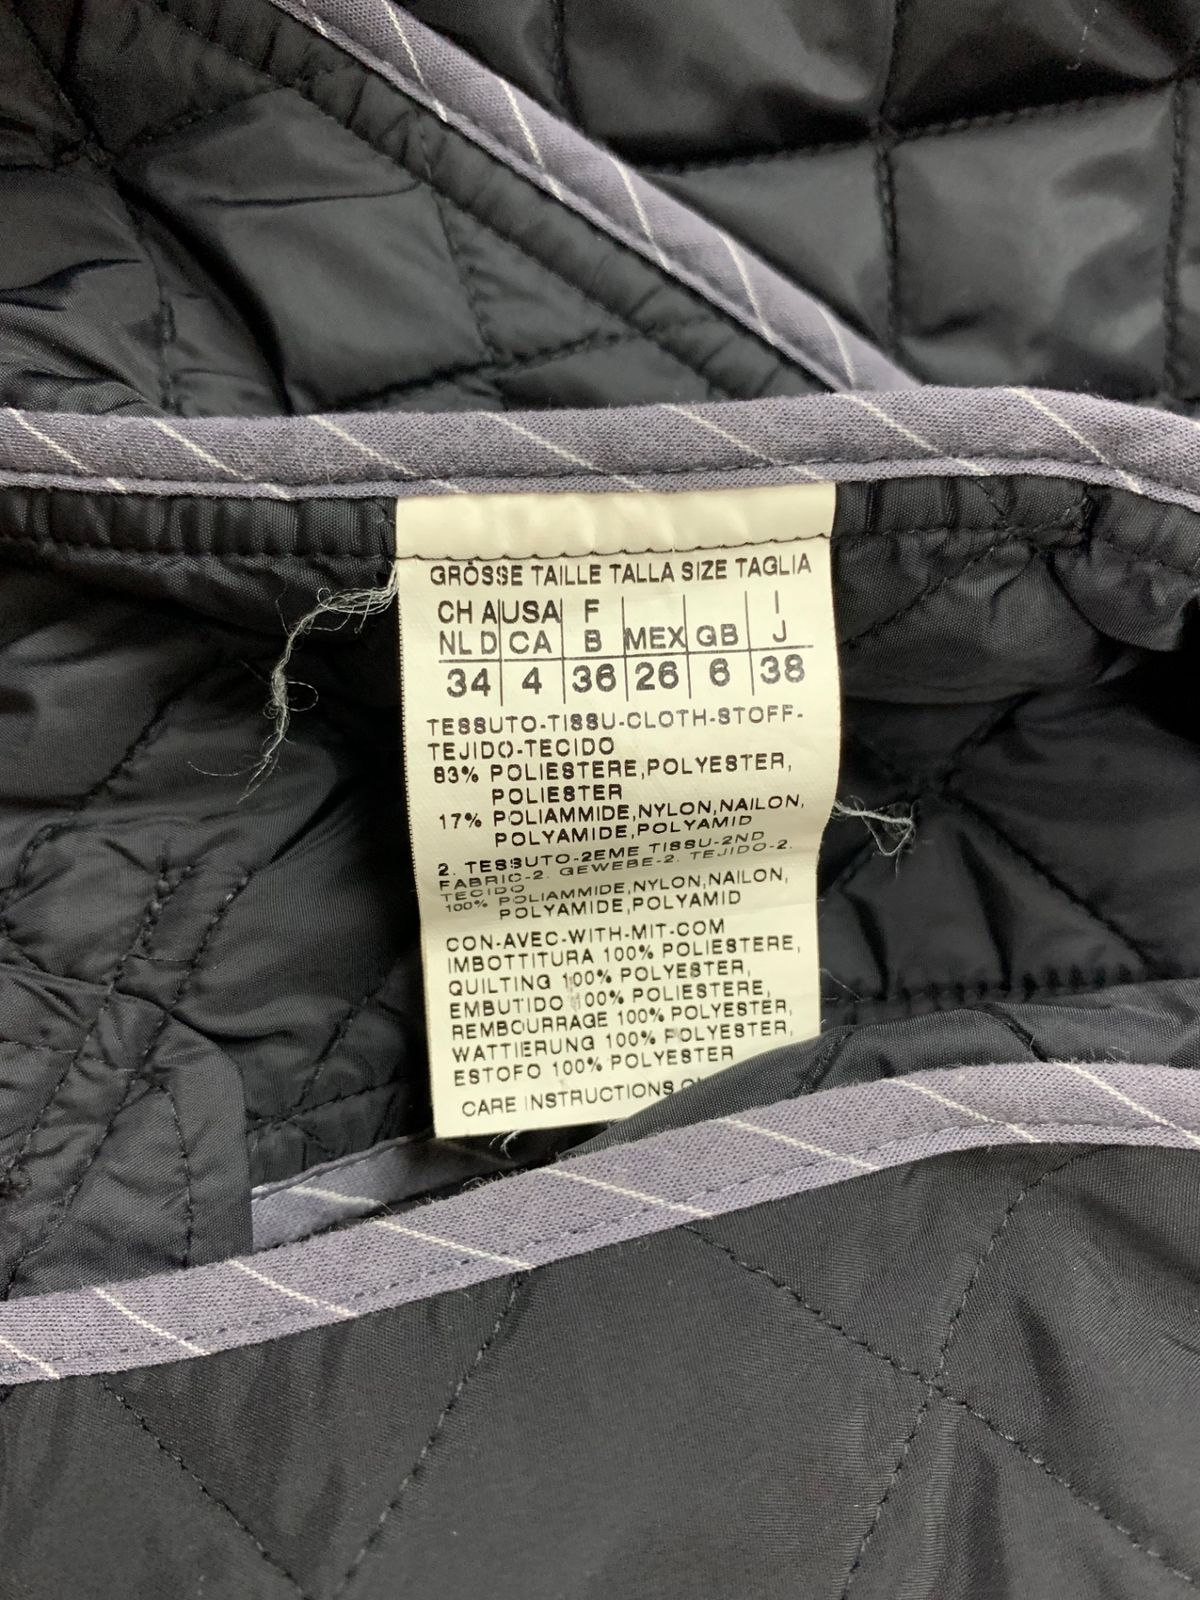 GRÖSSE TAILLE TALLA SIZE TAGLIA
CH A USA F I
NL D CA B MEX GB J
34 4 36 26 6 38
TESSUTO-TISSU-CLOTH-STOFF-
TEJIDO-TECIDO
83% POLIESTERE,POLYESTER,
POLIESTER
17% POLIAMMIDE,NYLON,NAILON,
POLYAMIDE,POLYAMID
2. TESSUTO-2EME TISSU-2ND
FABRIC-2. GEWEBE-2. TEJIDO-2.
TECIDO
100% POLIAMMIDE,NYLON,NAILON,
POLYAMIDE,POLYAMID
CON-AVEC-WITH-MIT-COM
IMBOTTITURA 100% POLIESTERE,
QUILTING 100% POLYESTER,
EMBUTIDO 100% POLIESTERE,
REMBOURRAGE 100% POLYESTER,
WATTIERUNG 100% POLYESTER,
ESTOFO 100% POLYESTER
CARE INSTRUCTIONS